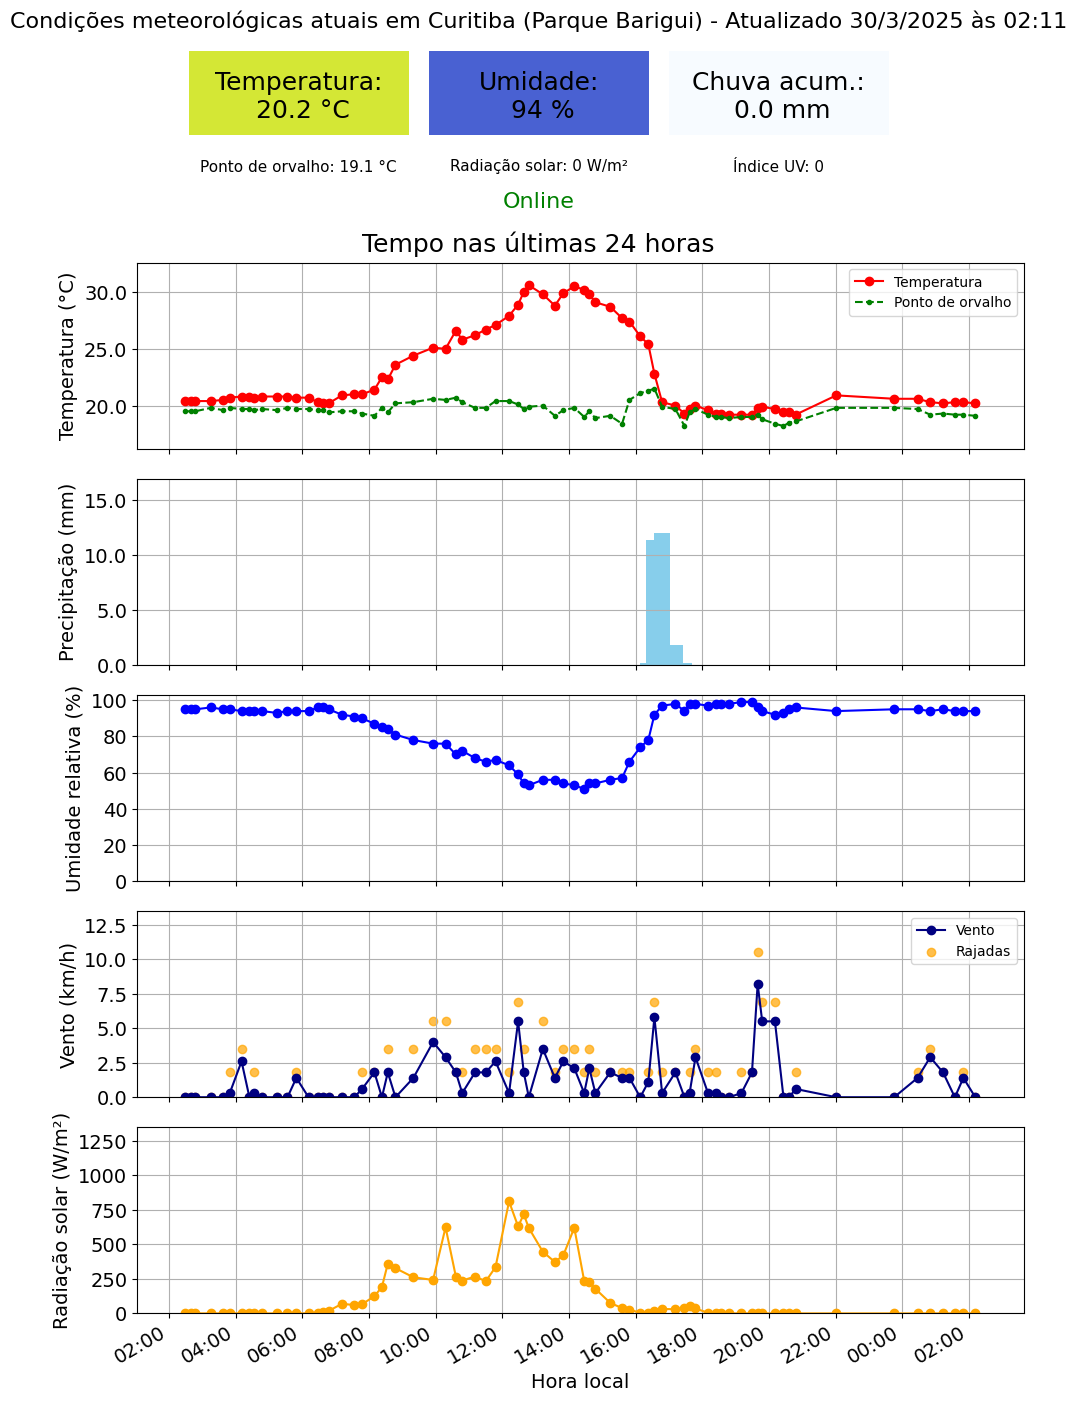 Condições meteorológicas atuais em Curitiba (Parque Barigui) - Atualizado 30/3/2025 às 02:11
Temperatura:
20.2 °C
Umidade:
94 %
Chuva acum.:
0.0 mm
Ponto de orvalho: 19.1 °C
Radiação solar: 0 W/m²
Índice UV: 0
Online
Tempo nas últimas 24 horas
Temperatura (°C)
30.0
25.0
20.0
Temperatura
Ponto de orvalho
Precipitação (mm)
15.0
10.0
5.0
0.0
Umidade relativa (%)
100
80
60
40
20
0
Vento (km/h)
12.5
10.0
7.5
5.0
2.5
0.0
Vento
Rajadas
Radiação solar (W/m²)
1250
1000
750
500
250
0
02:00
04:00
06:00
08:00
10:00
12:00
14:00
16:00
18:00
20:00
22:00
00:00
02:00
Hora local